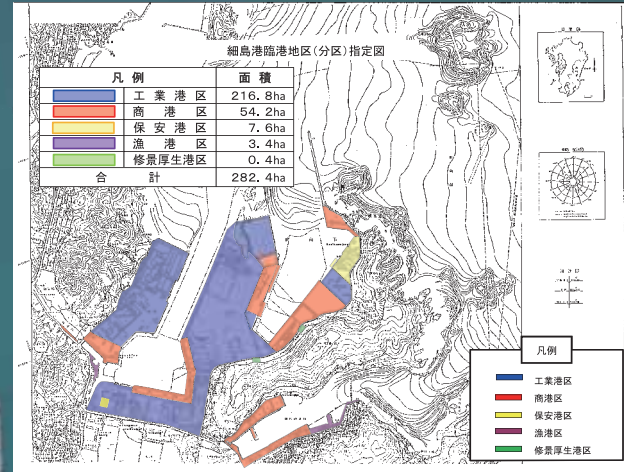 細島港臨港地区(分区)指定図
凡例 面積
工業港区 216.8ha
商港区 54.2ha
保安港区 7.6ha
漁港区 3.4ha
修景厚生港区 0.4ha
合計 282.4ha
凡例
工業港区
商港区
保安港区
漁港区
修景厚生港区